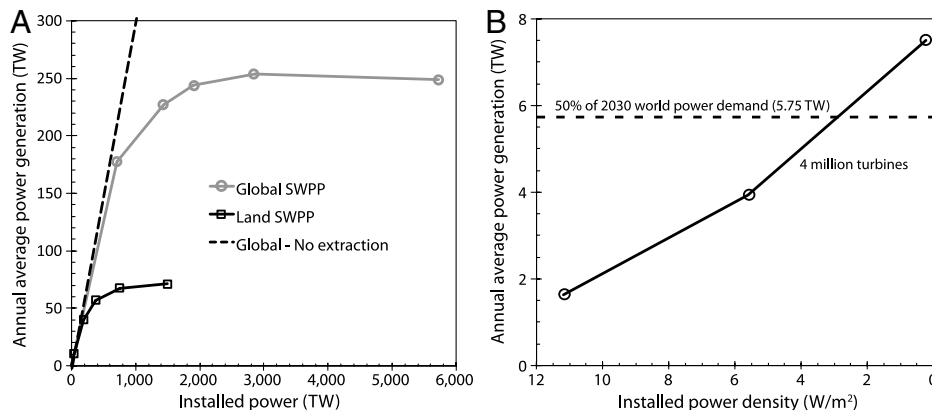 A
Annual average power generation (TW)
300
250
200
150
100
50
0
Global SWPP
Land SWPP
Global - No extraction
0
1,000
2,000
3,000
4,000
5,000
6,000
Installed power (TW)
B
Annual average power generation (TW)
8
6
4
2
0
50% of 2030 world power demand (5.75 TW)
4 million turbines
12
10
8
6
4
2
0
Installed power density (W/m²)